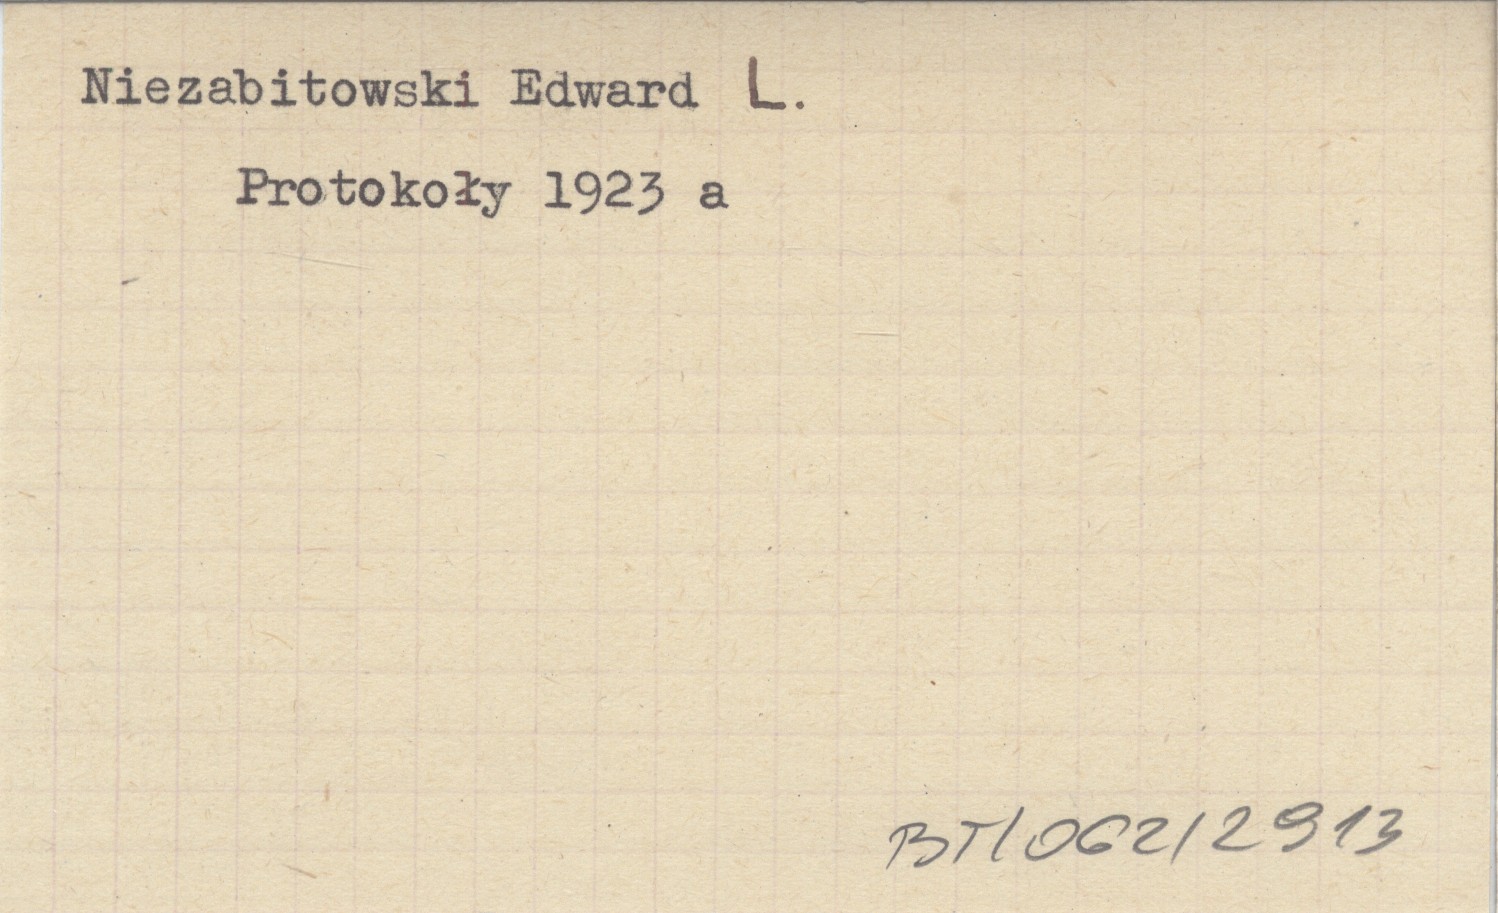 Niezabitowski Edward L.
Protokoły 1923 a
BT/062/2913